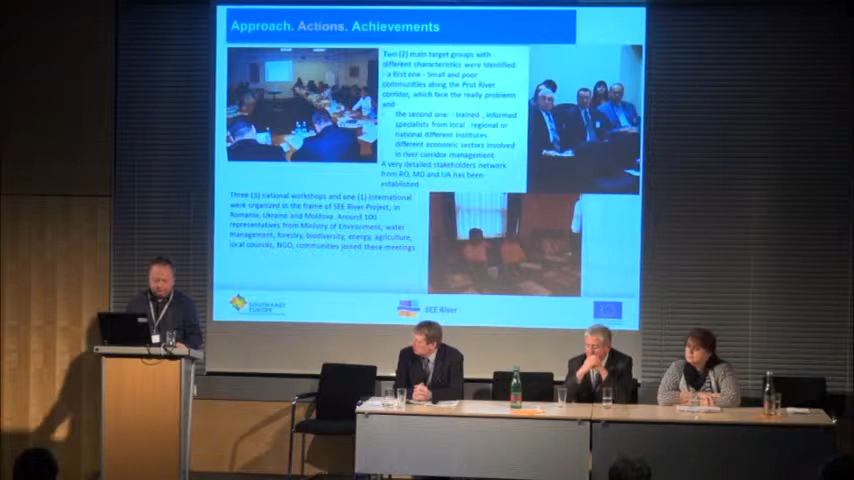 Approach. Actions. Achievements
Two (2) main target groups with
different characteristics were identified:
- a first one - Small and poor
communities along the Prut River
corridor, which face the really problems
and
- the second one: - trained, informed
specialists from local, regional or
national different institutes
different economic sectors involved
in river corridor management.
A very detailed stakeholders network
from RO, MD and UA has been
established
Three (3) national workshops and one (1) international
were organized in the frame of SEE River Project, in
Romania, Ukraine and Moldova. Around 100
representatives from Ministry of Environment, water
management, forestry, biodiversity, energy, agriculture,
local councils, NGO, communities joined these meetings
SOUTH EAST
EUROPE
SEE River